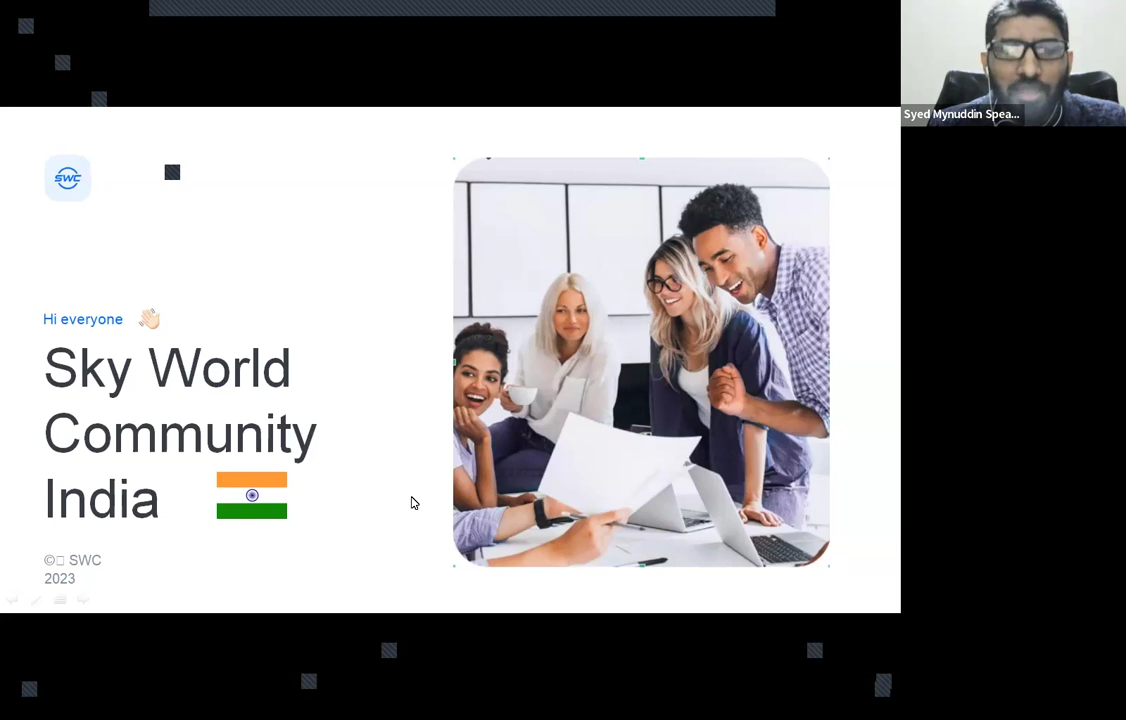 Syed Mynuddin Spea...
SWC
Hi everyone
Sky World
Community
India
© SWC
2023